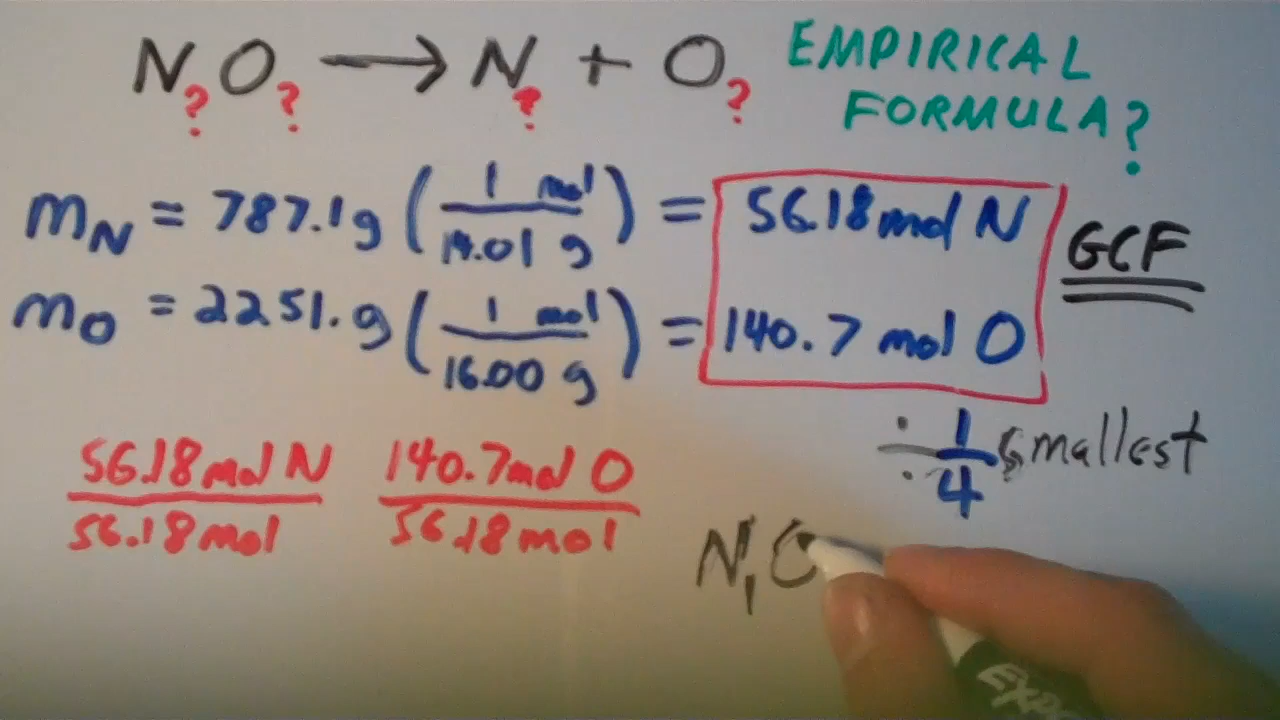 N?O? → N? + O? EMPIRICAL
FORMULA?
mN = 787.1g (1 mol / 14.01 g) = 56.18 mol N
GCF
mO = 2251. g (1 mol / 16.00 g) = 140.7 mol O
÷ 1/4 smallest
56.18 mol N / 56.18 mol 140.7 mol O / 56.18 mol
N1O
EXPO